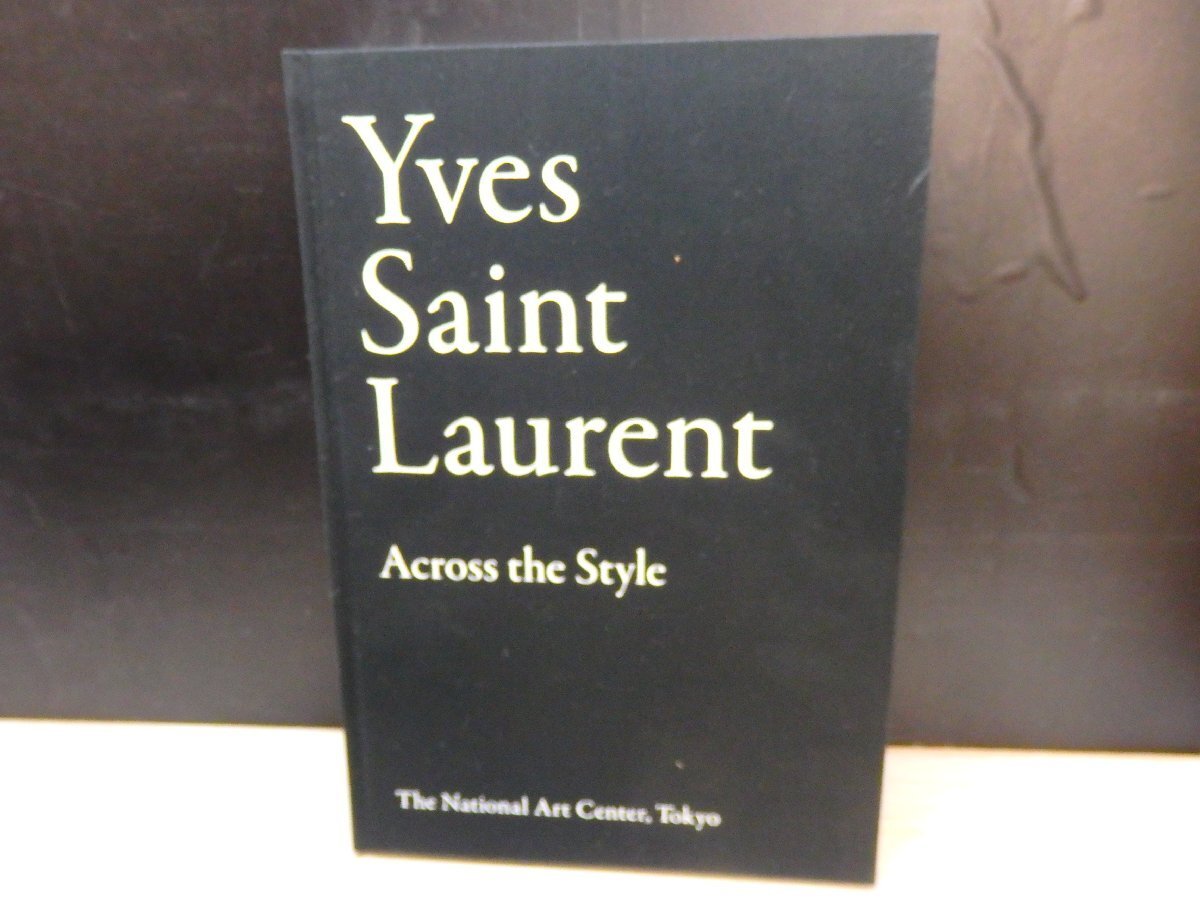 Yves
Saint
Laurent
Across the Style
The National Art Center, Tokyo